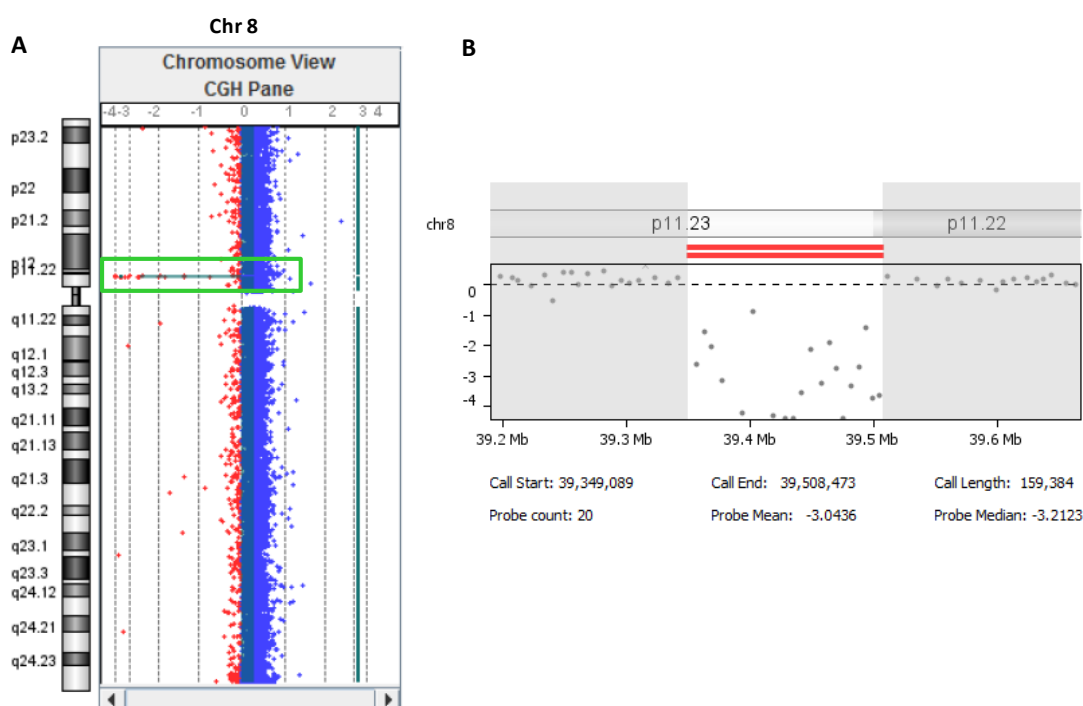 Chr 8
A
Chromosome View
CGH Pane
-4 -3 -2 -1 0 1 2 3 4
p23.2
p22
p21.2
p12
p11.22
q11.22
q12.1
q12.3
q13.2
q21.11
q21.13
q21.3
q22.2
q23.1
q23.3
q24.12
q24.21
q24.23
B
chr8 p11.23 p11.22
0
-1
-2
-3
-4
39.2 Mb 39.3 Mb 39.4 Mb 39.5 Mb 39.6 Mb
Call Start: 39,349,089 Call End: 39,508,473 Call Length: 159,384
Probe count: 20 Probe Mean: -3.0436 Probe Median: -3.2123